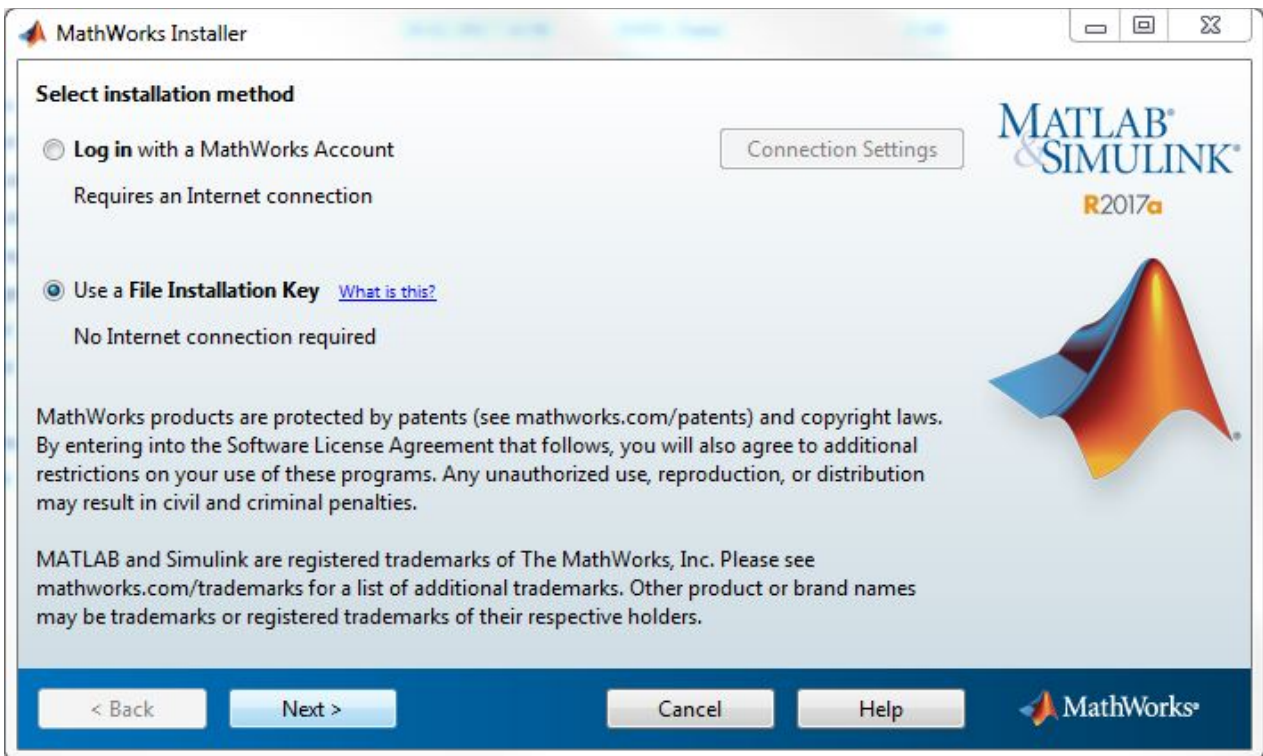 MathWorks Installer
Select installation method
Log in with a MathWorks Account
Connection Settings
Requires an Internet connection
Use a File Installation Key What is this?
No Internet connection required
MathWorks products are protected by patents (see mathworks.com/patents) and copyright laws.
By entering into the Software License Agreement that follows, you will also agree to additional
restrictions on your use of these programs. Any unauthorized use, reproduction, or distribution
may result in civil and criminal penalties.
MATLAB and Simulink are registered trademarks of The MathWorks, Inc. Please see
mathworks.com/trademarks for a list of additional trademarks. Other product or brand names
may be trademarks or registered trademarks of their respective holders.
MATLAB®
&SIMULINK®
R2017a
< Back Next > Cancel Help MathWorks®